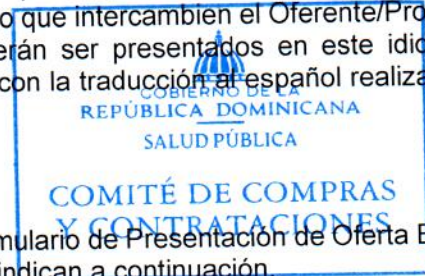 o que intercambien el Oferente/Pro
erán ser presentados en este idio
con la traducción al español realiza
GOBIERNO DE LA
REPÚBLICA DOMINICANA
SALUD PÚBLICA
COMITÉ DE COMPRAS
Y CONTRATACIONES
mulario de Presentación de Oferta E
indican a continuación.